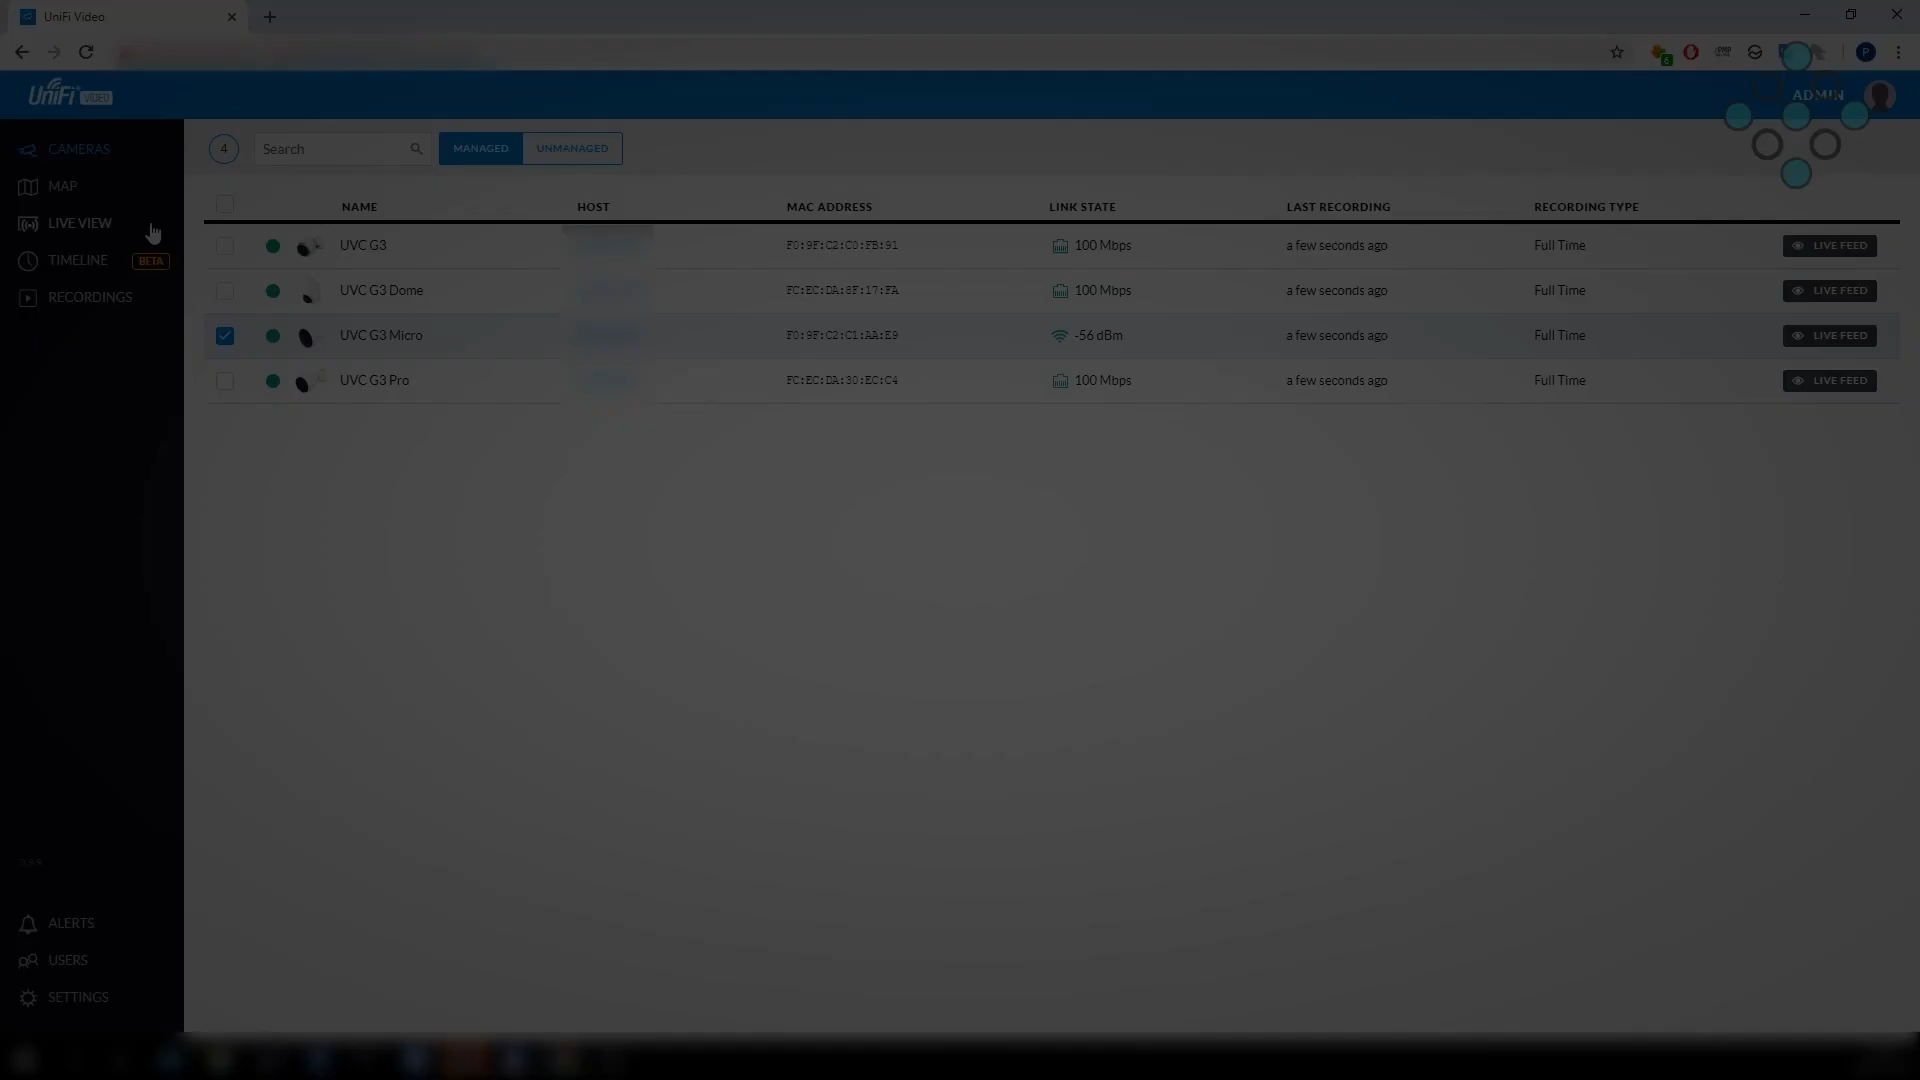 UniFi Video
6
P
UniFi VIDEO
ADMIN
CAMERAS
MAP
LIVE VIEW
TIMELINE BETA
RECORDINGS
4 Search MANAGED UNMANAGED
NAME HOST MAC ADDRESS LINK STATE LAST RECORDING RECORDING TYPE
UVC G3 F0:9F:C2:C0:FB:91 100 Mbps a few seconds ago Full Time LIVE FEED
UVC G3 Dome FC:EC:DA:8F:17:FA 100 Mbps a few seconds ago Full Time LIVE FEED
UVC G3 Micro F0:9F:C2:C1:AA:E9 -56 dBm a few seconds ago Full Time LIVE FEED
UVC G3 Pro FC:EC:DA:30:EC:C4 100 Mbps a few seconds ago Full Time LIVE FEED
ALERTS
USERS
SETTINGS